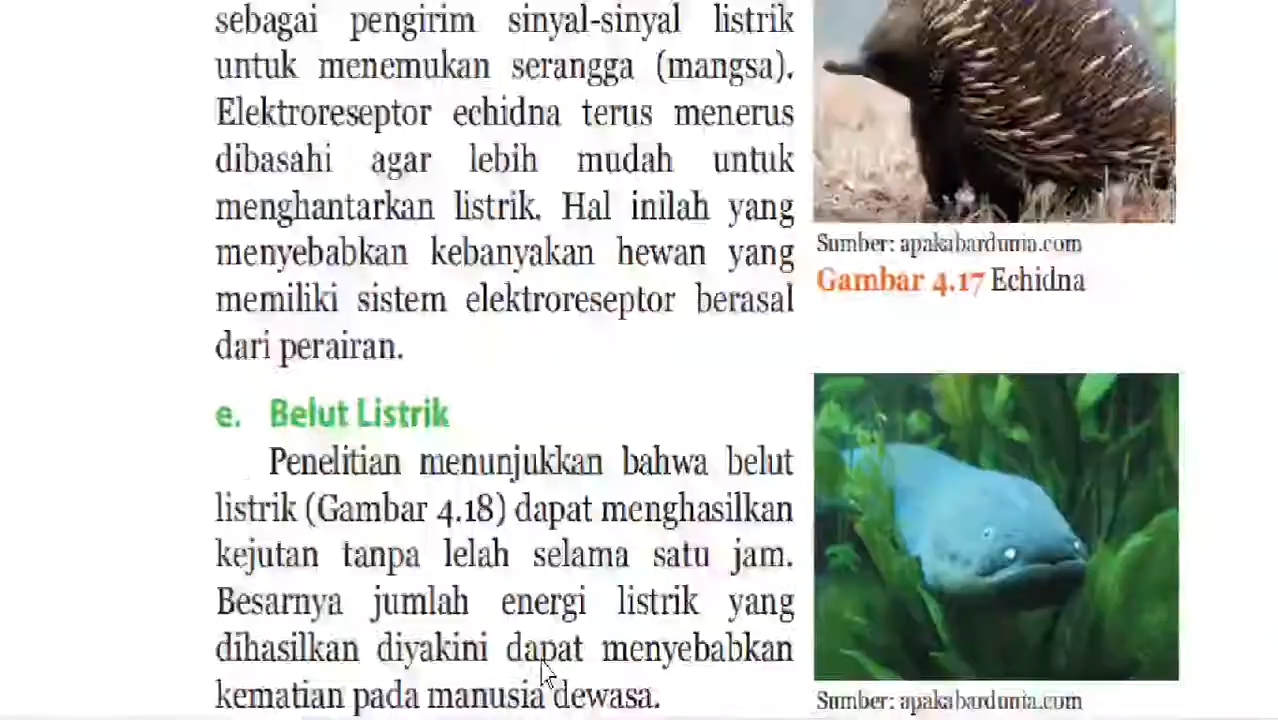 sebagai pengirim sinyal-sinyal listrik
untuk menemukan serangga (mangsa).
Elektroreseptor echidna terus menerus
dibasahi agar lebih mudah untuk
menghantarkan listrik. Hal inilah yang
menyebabkan kebanyakan hewan yang
memiliki sistem elektroreseptor berasal
dari perairan.
Sumber: apakabardunia.com
Gambar 4.17 Echidna
e. Belut Listrik
Penelitian menunjukkan bahwa belut
listrik (Gambar 4.18) dapat menghasilkan
kejutan tanpa lelah selama satu jam.
Besarnya jumlah energi listrik yang
dihasilkan diyakini dapat menyebabkan
kematian pada manusia dewasa.
Sumber: apakabardunia.com